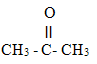 O
||
CH₃ - C - CH₃